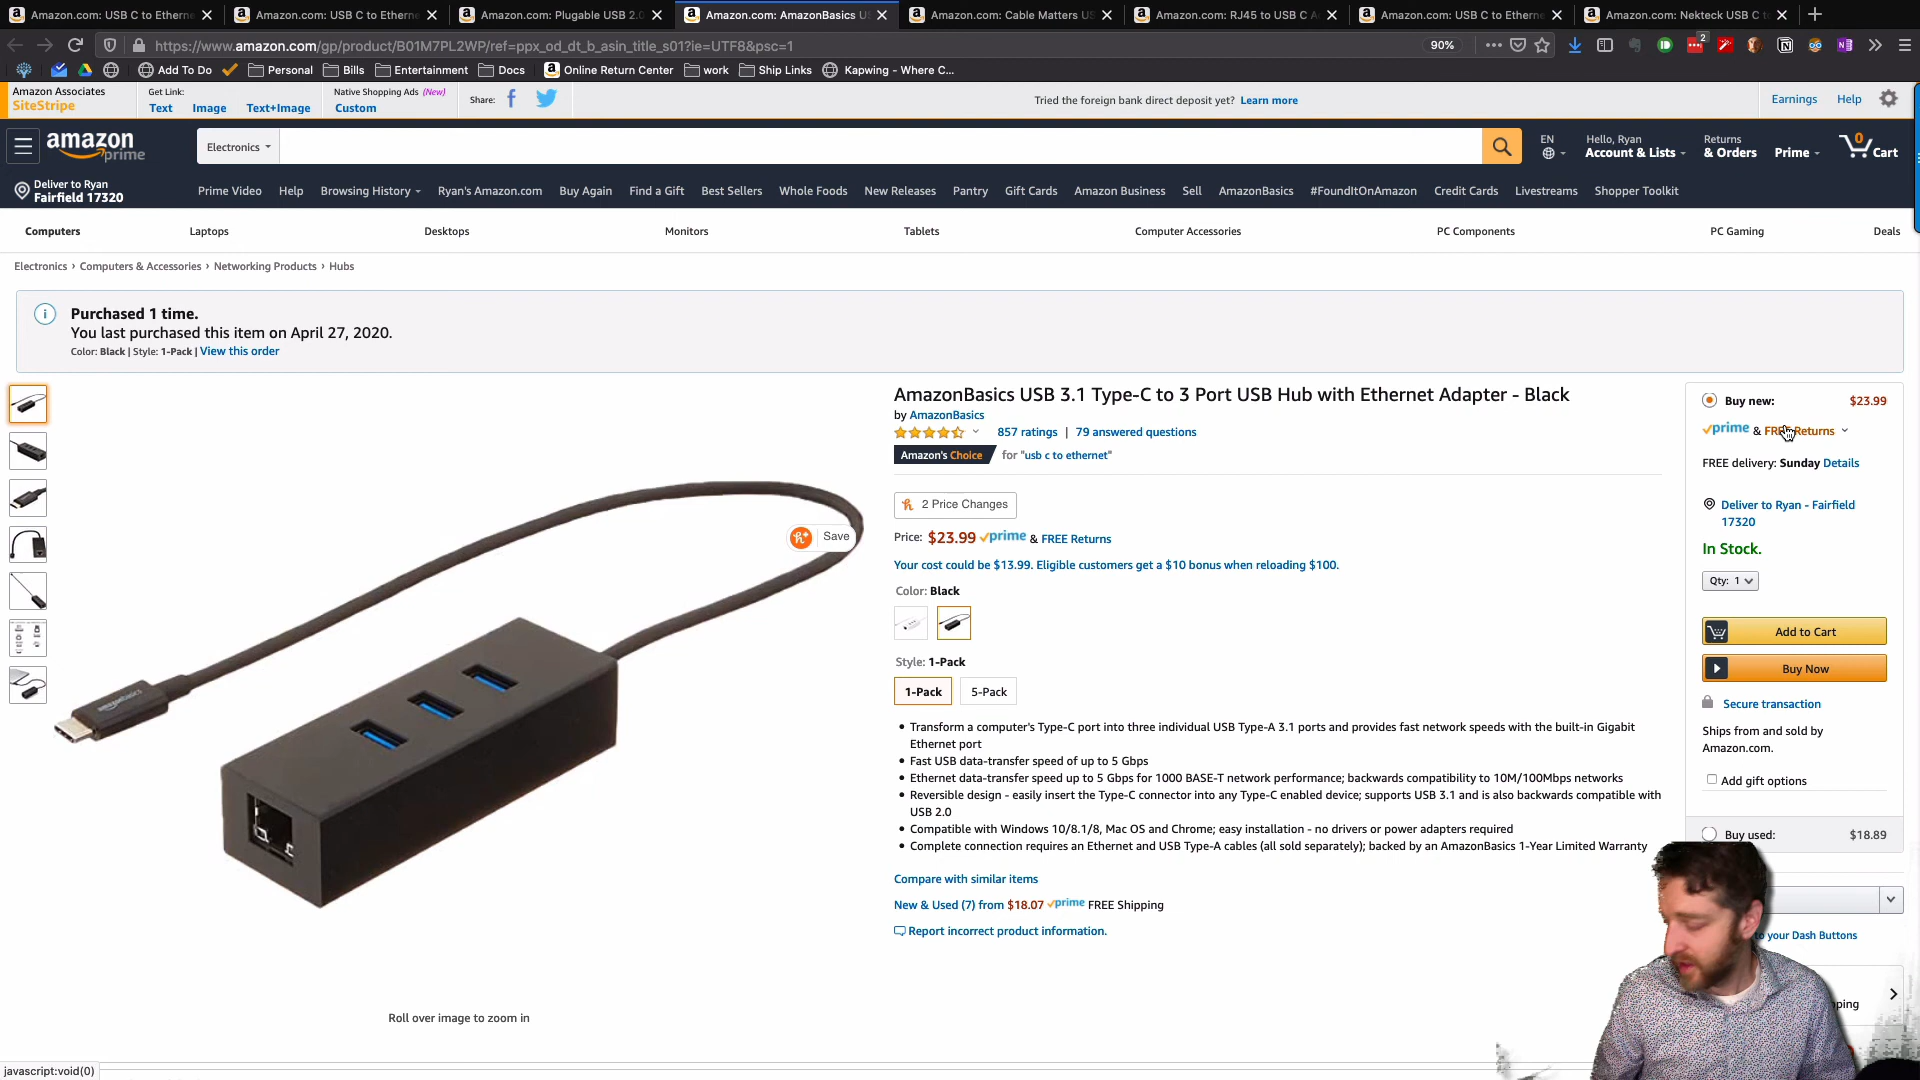 Amazon.com: USB C to Etherne
Amazon.com: USB C to Etherne
Amazon.com: Plugable USB 2.0
Amazon.com: AmazonBasics U
Amazon.com: Cable Matters US
Amazon.com: RJ45 to USB C A
Amazon.com: USB C to Etherne
Amazon.com: Nekteck USB C to
https://www.amazon.com/gp/product/B01M7PL2WP/ref=ppx_od_dt_b_asin_title_s01?ie=UTF8&psc=1
90%
2
Add To Do
Personal
Bills
Entertainment
Docs
Online Return Center
work
Ship Links
Kapwing - Where C...
Amazon Associates
SiteStripe
Get Link:
Text
Image
Text+Image
Native Shopping Ads (New)
Custom
Share:
Tried the foreign bank direct deposit yet? Learn more
Earnings
Help
amazon
prime
Electronics
EN
Hello, Ryan
Account & Lists
Returns
& Orders
Prime
0
Cart
Deliver to Ryan
Fairfield 17320
Prime Video
Help
Browsing History
Ryan's Amazon.com
Buy Again
Find a Gift
Best Sellers
Whole Foods
New Releases
Pantry
Gift Cards
Amazon Business
Sell
AmazonBasics
#FoundItOnAmazon
Credit Cards
Livestreams
Shopper Toolkit
Computers
Laptops
Desktops
Monitors
Tablets
Computer Accessories
PC Components
PC Gaming
Deals
Electronics › Computers & Accessories › Networking Products › Hubs
Purchased 1 time.
You last purchased this item on April 27, 2020.
Color: Black | Style: 1-Pack | View this order
amazonbasics
Save
Roll over image to zoom in
AmazonBasics USB 3.1 Type-C to 3 Port USB Hub with Ethernet Adapter - Black
by AmazonBasics
857 ratings | 79 answered questions
Amazon's Choice for "usb c to ethernet"
2 Price Changes
Price: $23.99 prime & FREE Returns
Your cost could be $13.99. Eligible customers get a $10 bonus when reloading $100.
Color: Black
Style: 1-Pack
1-Pack
5-Pack
• Transform a computer's Type-C port into three individual USB Type-A 3.1 ports and provides fast network speeds with the built-in Gigabit
Ethernet port
• Fast USB data-transfer speed of up to 5 Gbps
• Ethernet data-transfer speed up to 5 Gbps for 1000 BASE-T network performance; backwards compatibility to 10M/100Mbps networks
• Reversible design - easily insert the Type-C connector into any Type-C enabled device; supports USB 3.1 and is also backwards compatible with
USB 2.0
• Compatible with Windows 10/8.1/8, Mac OS and Chrome; easy installation - no drivers or power adapters required
• Complete connection requires an Ethernet and USB Type-A cables (all sold separately); backed by an AmazonBasics 1-Year Limited Warranty
Compare with similar items
New & Used (7) from $18.07 prime FREE Shipping
Report incorrect product information.
Buy new: $23.99
prime & FREE Returns
FREE delivery: Sunday Details
Deliver to Ryan - Fairfield
17320
In Stock.
Qty: 1
Add to Cart
Buy Now
Secure transaction
Ships from and sold by
Amazon.com.
Add gift options
Buy used: $18.89
to your Dash Buttons
javascript:void(0)